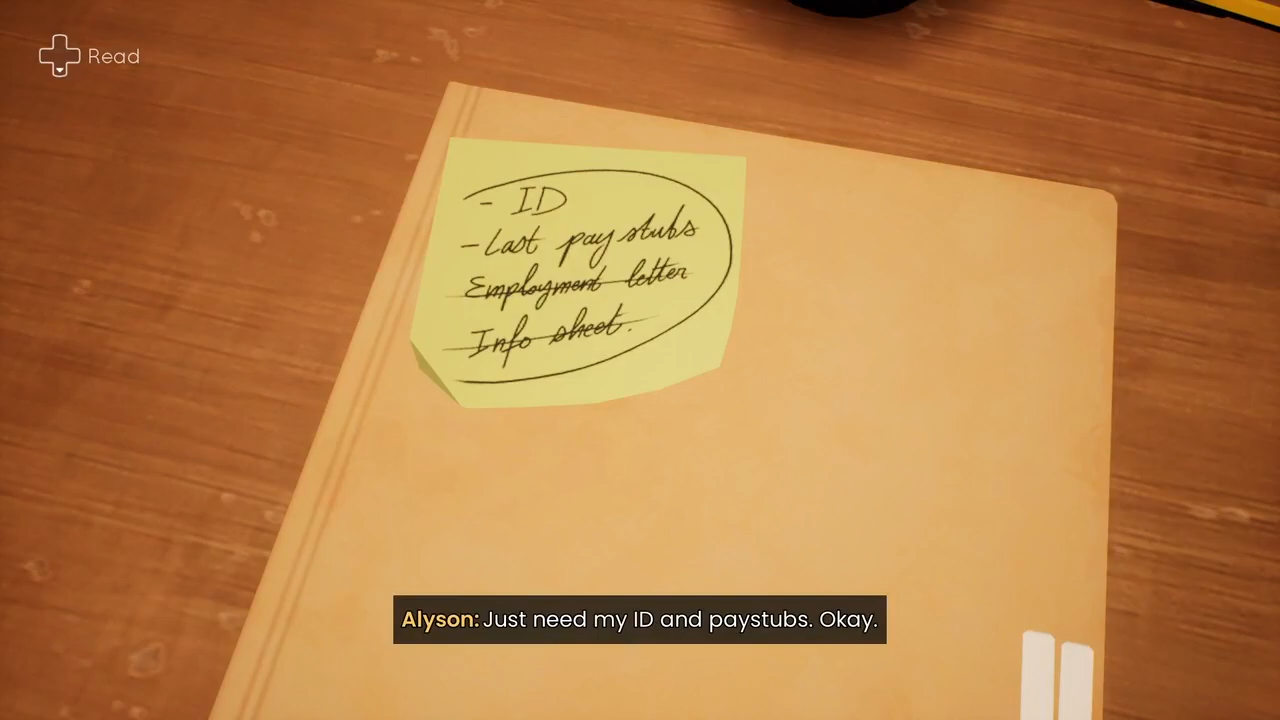 Read
- ID
- Last pay stubs
Employment letter
Info sheet.
Alyson: Just need my ID and paystubs. Okay.